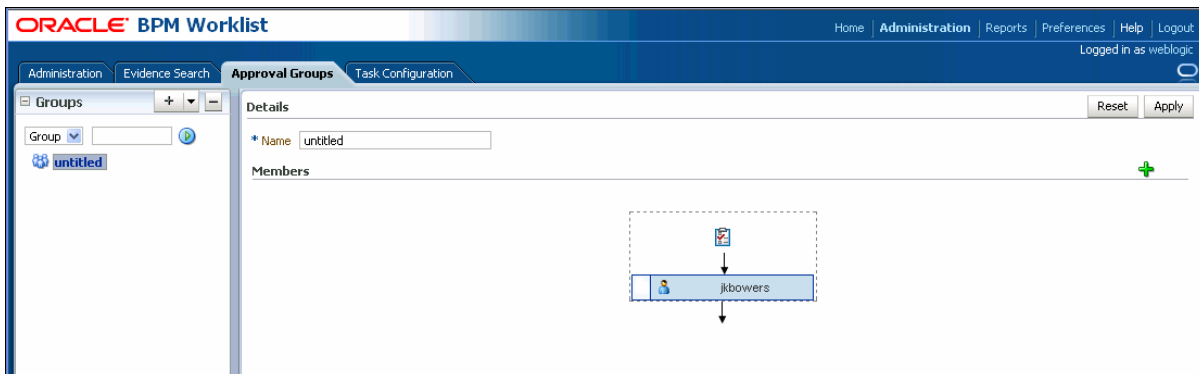 ORACLE BPM Worklist
Home Administration Reports Preferences Help Logout
Logged in as weblogic
Administration Evidence Search Approval Groups Task Configuration
Groups
Details Reset Apply
Group
* Name untitled
untitled
Members
jkbowers